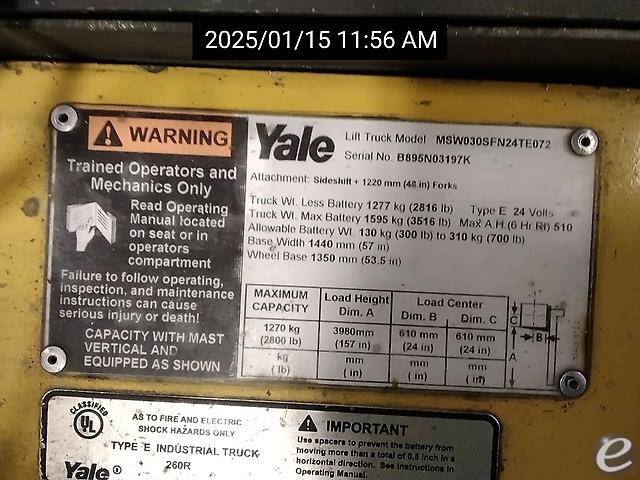 2025/01/15 11:56 AM
WARNING
Trained Operators and
Mechanics Only
Read Operating
Manual located
on seat or in
operators
compartment
Failure to follow operating,
inspection, and maintenance
instructions can cause
serious injury or death!
CAPACITY WITH MAST
VERTICAL AND
EQUIPPED AS SHOWN
Yale
Lift Truck Model MSW030SFN24TE072
Serial No. B895N03197K
Attachment: Sideshift + 1220 mm (48 in) Forks
Truck Wt. Less Battery 1277 kg (2816 lb) Type E 24 Volts
Truck Wt. Max Battery 1595 kg (3516 lb) Max A.H.(6 Hr Rt) 510
Allowable Battery Wt. 130 kg (300 lb) to 310 kg (700 lb)
Base Width 1440 mm (57 in)
Wheel Base 1350 mm (53.5 in)
MAXIMUM CAPACITY Load Height Dim. A Load Center Dim. B Dim. C
1270 kg (2800 lb) 3980mm (157 in) 610 mm (24 in) 610 mm (24 in)
kg (lb) mm (in) mm (in) mm (in)
C
B
A
CLASSIFIED
UL
AS TO FIRE AND ELECTRIC
SHOCK HAZARDS ONLY
TYPE E INDUSTRIAL TRUCK
260R
Yale®
IMPORTANT
Use spacers to prevent the battery from
moving more than a total of 0.5 inch in a
horizontal direction. See instructions in
Operating Manual.
e